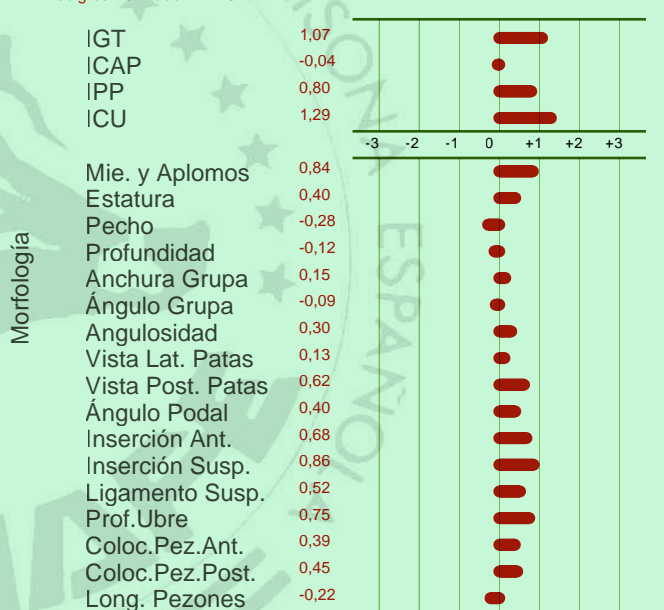 IGT 1,07
ICAP -0,04
IPP 0,80
ICU 1,29
-3 -2 -1 0 +1 +2 +3
Morfología
Mie. y Aplomos 0,84
Estatura 0,40
Pecho -0,28
Profundidad -0,12
Anchura Grupa 0,15
Ángulo Grupa -0,09
Angulosidad 0,30
Vista Lat. Patas 0,13
Vista Post. Patas 0,62
Ángulo Podal 0,40
Inserción Ant. 0,68
Inserción Susp. 0,86
Ligamento Susp. 0,52
Prof.Ubre 0,75
Coloc.Pez.Ant. 0,39
Coloc.Pez.Post. 0,45
Long. Pezones -0,22
ESPAÑOLA